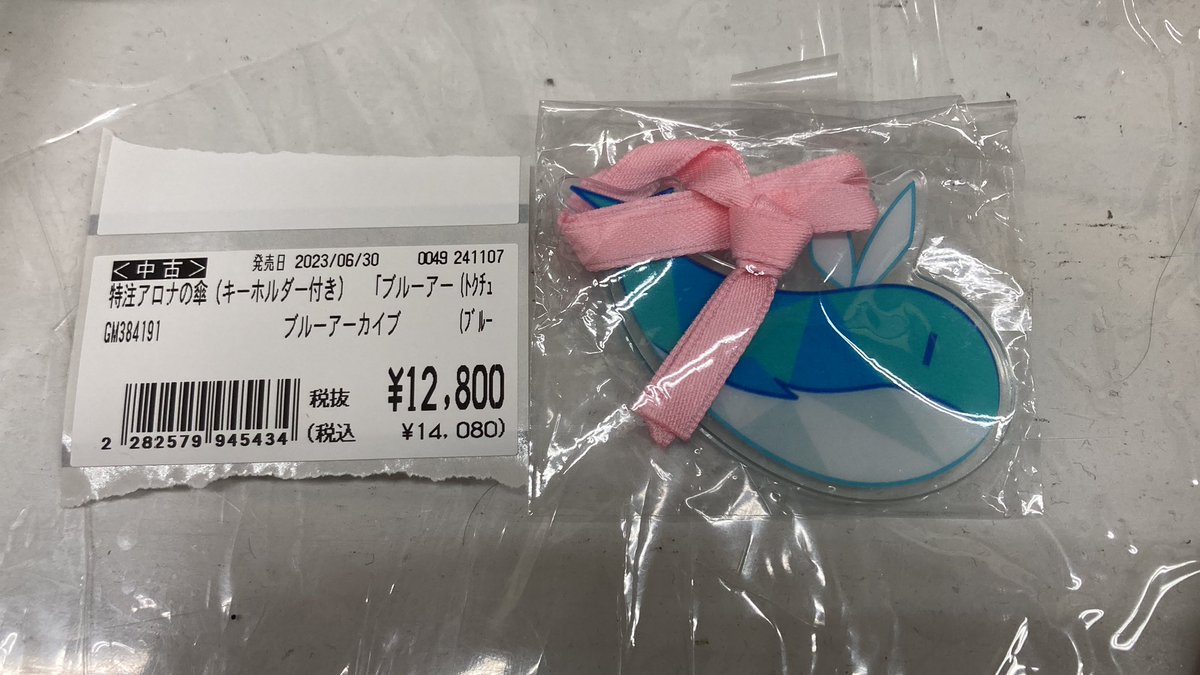 <中古> 発売日 2023/06/30 0049 241107
特注アロナの傘(キーホルダー付き) 「ブルーアー (ﾄｸﾁｭ
GM384191 ブルーアーカイブ (ﾌﾞﾙｰ
税抜 ¥12,800
2 282579 945434 (税込 ¥14,080)